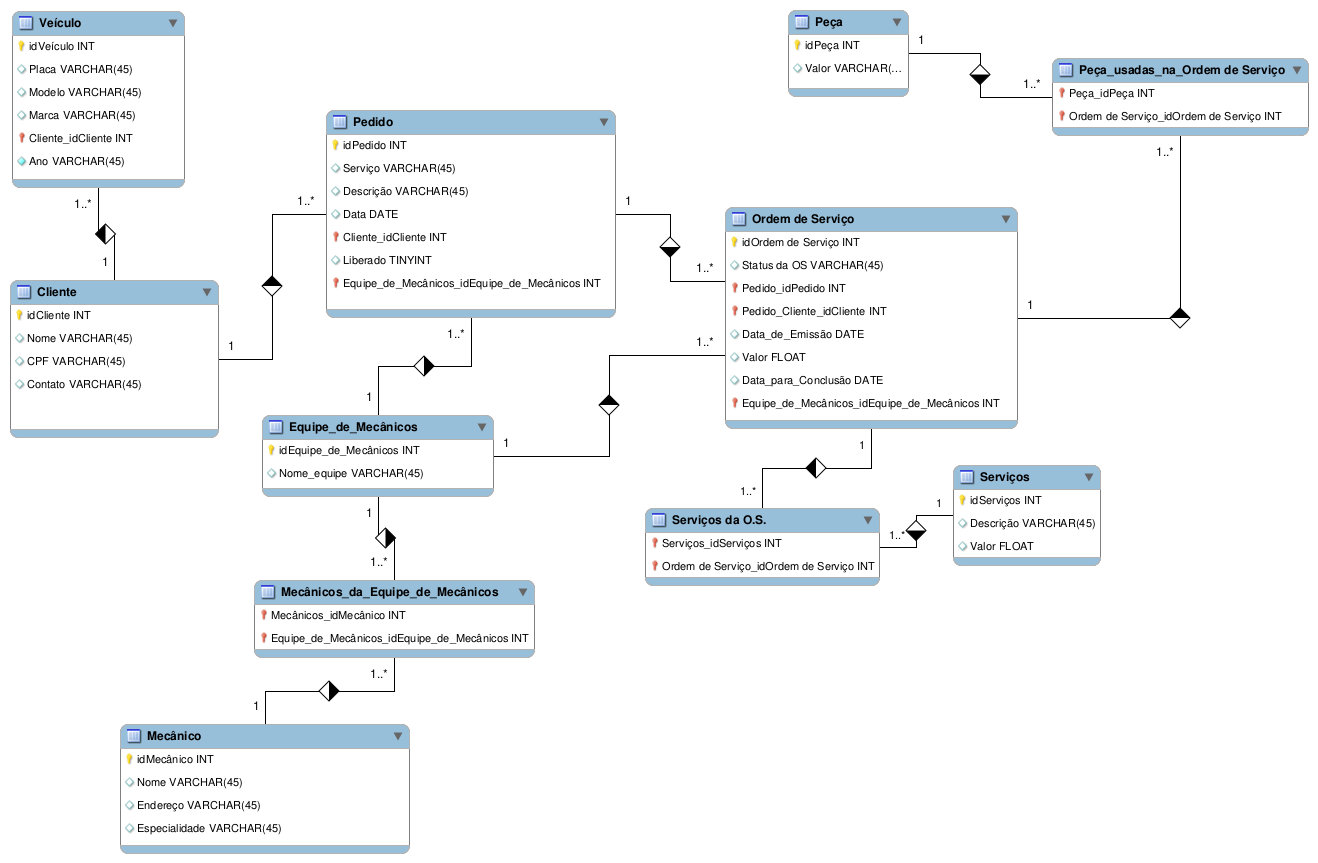 Veículo
idVeículo INT
Placa VARCHAR(45)
Modelo VARCHAR(45)
Marca VARCHAR(45)
Cliente_idCliente INT
Ano VARCHAR(45)
1..*
1
Cliente
idCliente INT
Nome VARCHAR(45)
CPF VARCHAR(45)
Contato VARCHAR(45)
1
1..*
Pedido
idPedido INT
Serviço VARCHAR(45)
Descrição VARCHAR(45)
Data DATE
Cliente_idCliente INT
Liberado TINYINT
Equipe_de_Mecânicos_idEquipe_de_Mecânicos INT
1
1..*
1..*
1
Peça
idPeça INT
Valor VARCHAR(...
1
1..*
Peça_usadas_na_Ordem de Serviço
Peça_idPeça INT
Ordem de Serviço_idOrdem de Serviço INT
1..*
1
Ordem de Serviço
idOrdem de Serviço INT
Status da OS VARCHAR(45)
Pedido_idPedido INT
Pedido_Cliente_idCliente INT
Data_de_Emissão DATE
Valor FLOAT
Data_para_Conclusão DATE
Equipe_de_Mecânicos_idEquipe_de_Mecânicos INT
1..*
1
Equipe_de_Mecânicos
idEquipe_de_Mecânicos INT
Nome_equipe VARCHAR(45)
1
1..*
Mecânicos_da_Equipe_de_Mecânicos
Mecânicos_idMecânico INT
Equipe_de_Mecânicos_idEquipe_de_Mecânicos INT
1..*
1
Mecânico
idMecânico INT
Nome VARCHAR(45)
Endereço VARCHAR(45)
Especialidade VARCHAR(45)
1
1..*
Serviços da O.S.
Serviços_idServiços INT
Ordem de Serviço_idOrdem de Serviço INT
1..*
1
Serviços
idServiços INT
Descrição VARCHAR(45)
Valor FLOAT